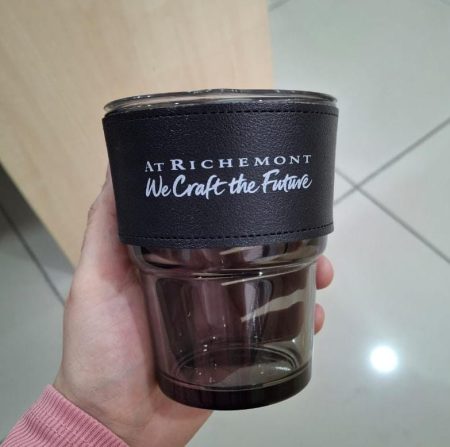 At Richemont
We Craft the Future